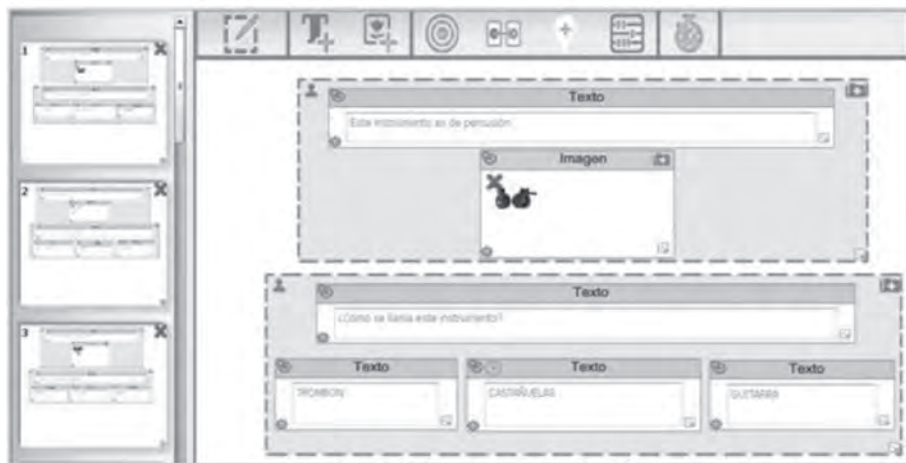 1
2
3
Texto
Este instrumento es de percusión
Imagen
Texto
¿Cómo se llama este instrumento?
Texto
Texto
Texto
TROMBON
CASTAÑUELAS
GUITARRA